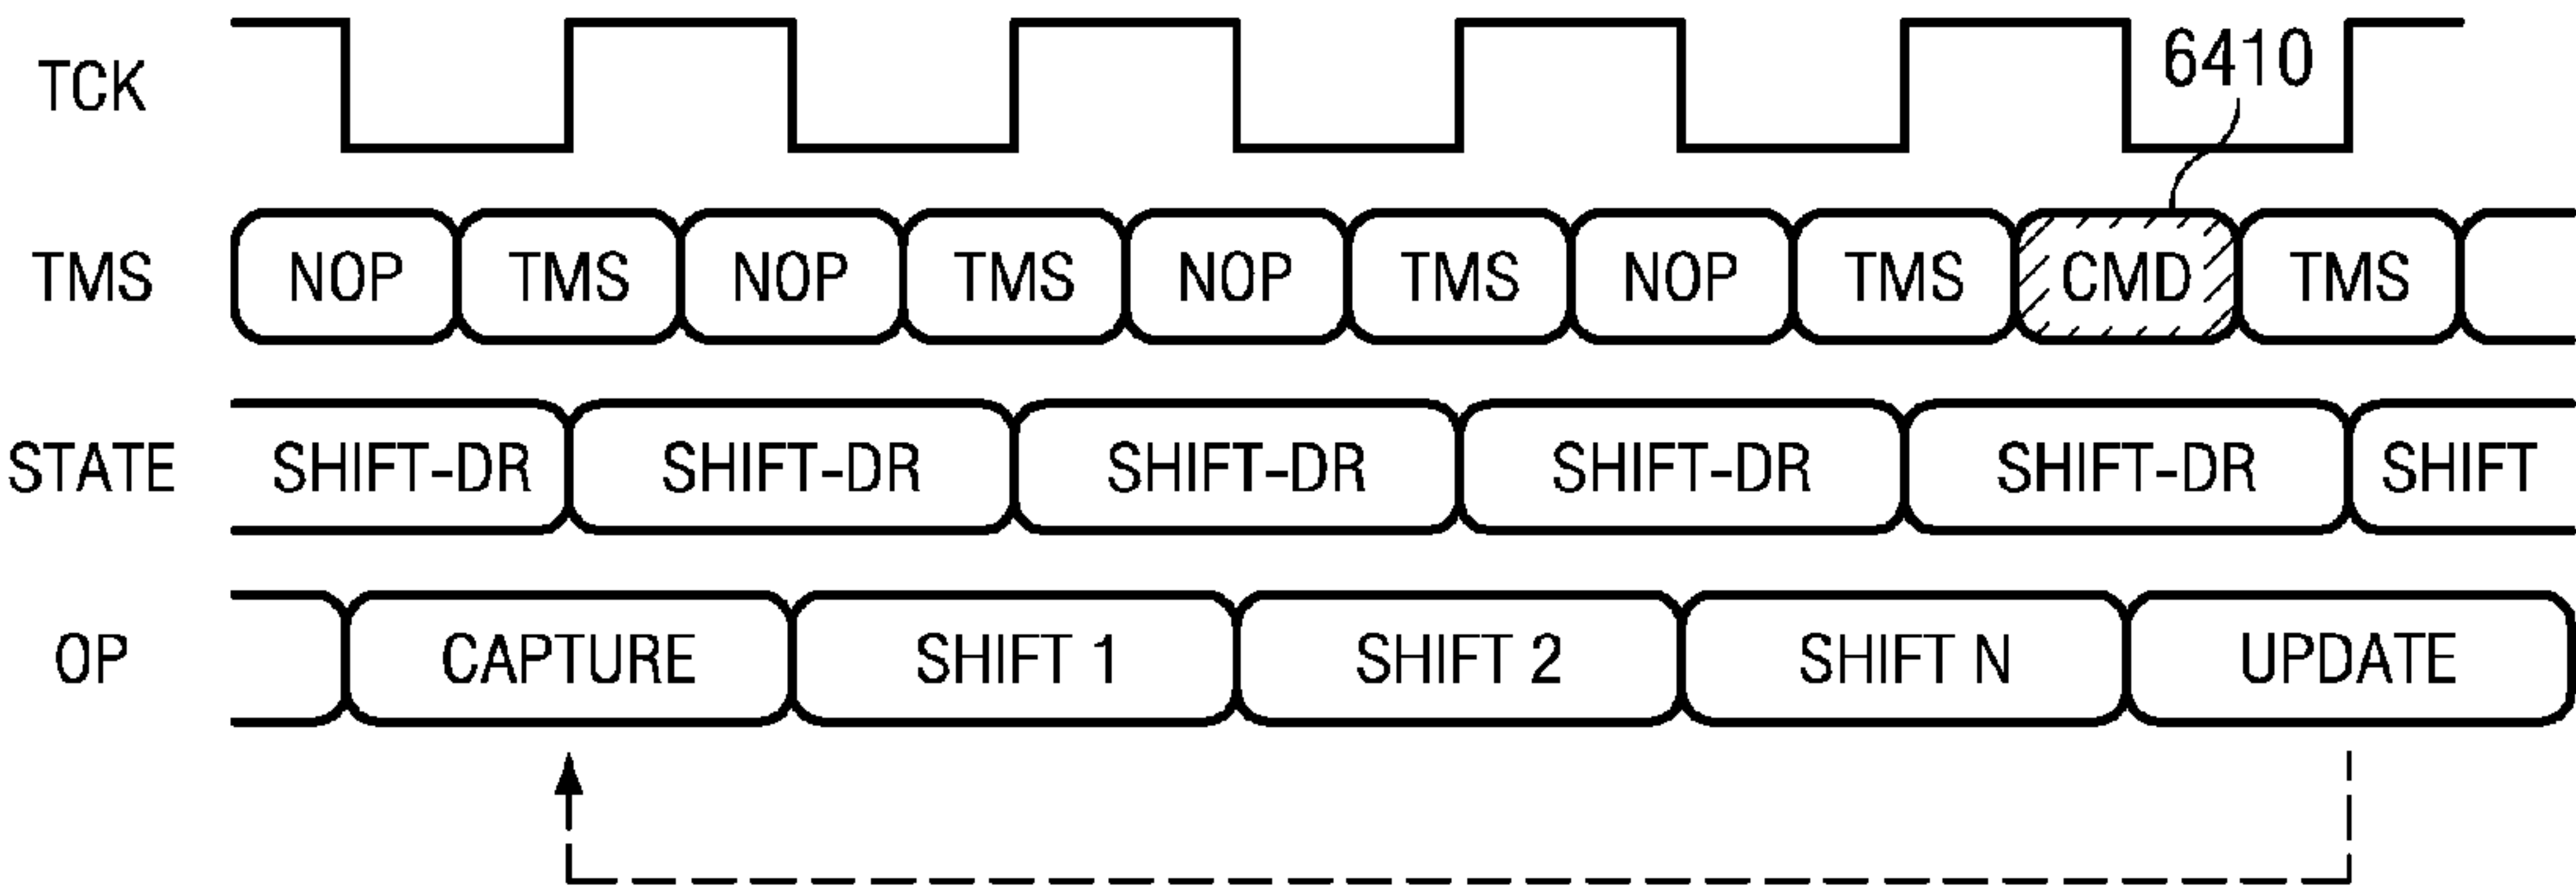 TCK 6410
TMS NOP TMS NOP TMS NOP TMS NOP TMS CMD TMS
STATE SHIFT-DR SHIFT-DR SHIFT-DR SHIFT-DR SHIFT-DR SHIFT
OP CAPTURE SHIFT 1 SHIFT 2 SHIFT N UPDATE